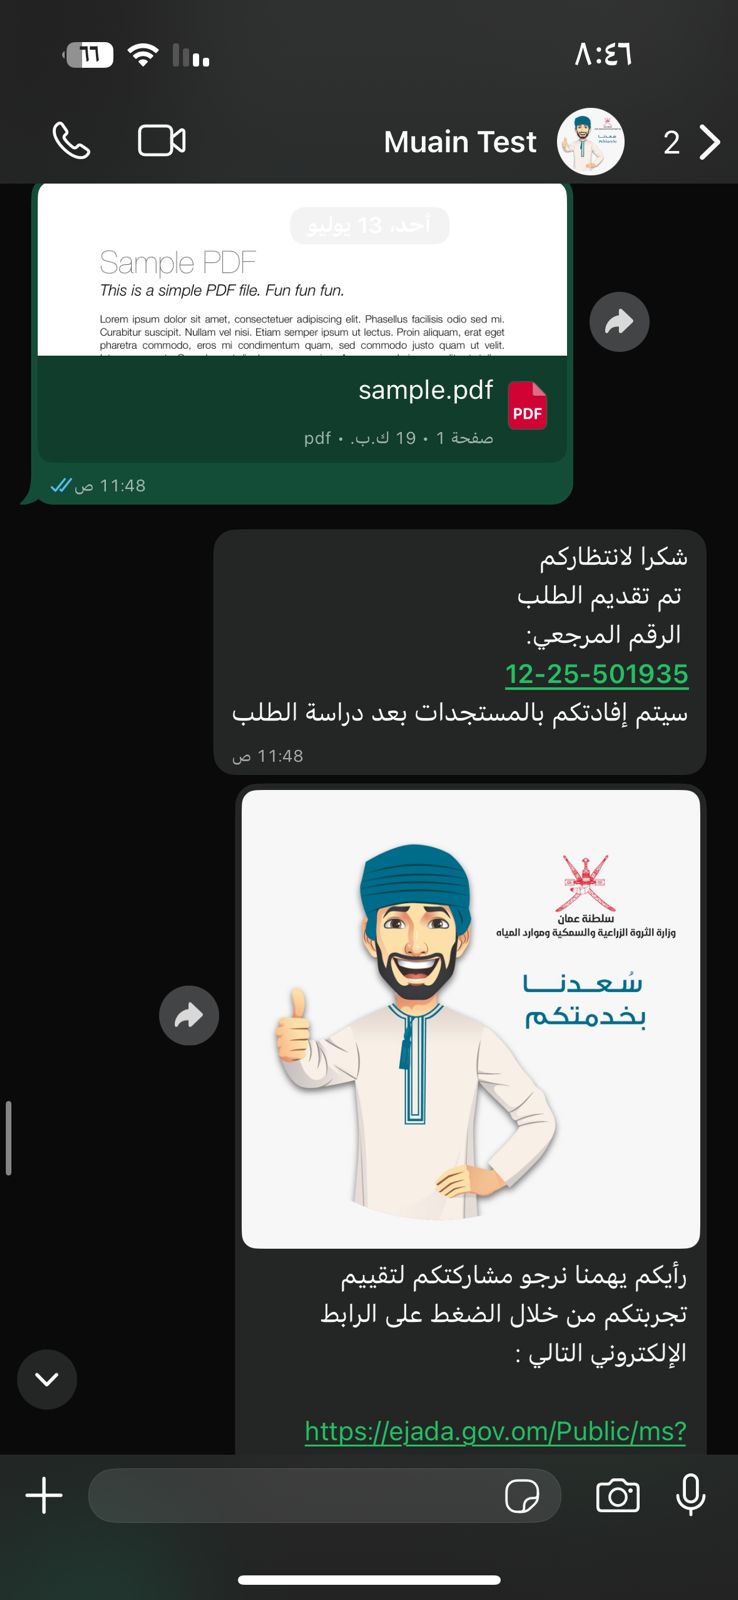 ٨:٤٦
٦٦
Muain Test
2
أحد، 13 يوليو
Sample PDF
This is a simple PDF file. Fun fun fun.
Lorem ipsum dolor sit amet, consectetuer adipiscing elit. Phasellus facilisis odio sed mi.
Curabitur suscipit. Nullam vel nisi. Etiam semper ipsum ut lectus. Proin aliquam, erat eget
pharetra commodo, eros mi condimentum quam, sed commodo justo quam ut velit.
sample.pdf
PDF
صفحة 1 • 19 ك.ب. • pdf
11:48 ص
شكرا لانتظاركم
تم تقديم الطلب
الرقم المرجعي:
12-25-501935
سيتم إفادتكم بالمستجدات بعد دراسة الطلب
11:48 ص
سلطنة عمان
وزارة الثروة الزراعية والسمكية وموارد المياه
سُعدنا
بخدمتكم
رأيكم يهمنا نرجو مشاركتكم لتقييم
تجربتكم من خلال الضغط على الرابط
الإلكتروني التالي :
https://ejada.gov.om/Public/ms?